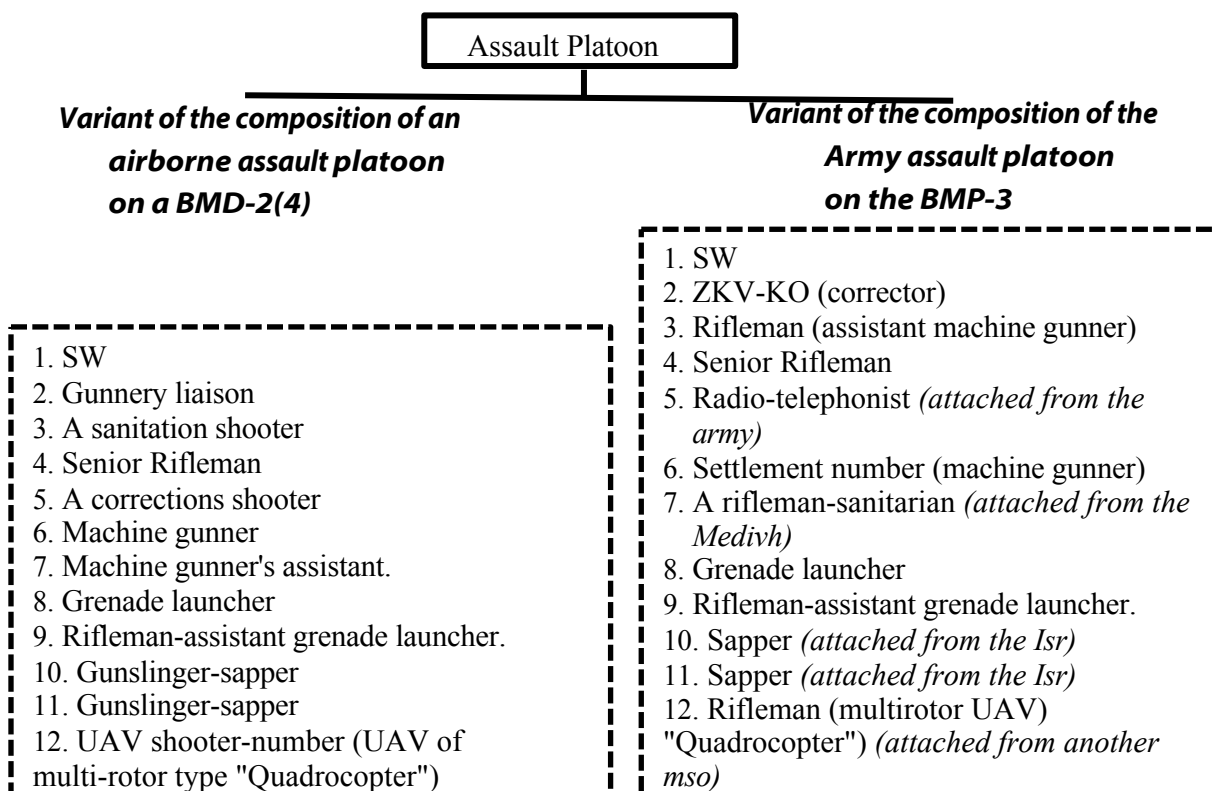 Assault Platoon
Variant of the composition of an
airborne assault platoon
on a BMD-2(4)
1. SW
2. Gunnery liaison
3. A sanitation shooter
4. Senior Rifleman
5. A corrections shooter
6. Machine gunner
7. Machine gunner's assistant.
8. Grenade launcher
9. Rifleman-assistant grenade launcher.
10. Gunslinger-sapper
11. Gunslinger-sapper
12. UAV shooter-number (UAV of
multi-rotor type "Quadrocopter")
Variant of the composition of the
Army assault platoon
on the BMP-3
1. SW
2. ZKV-KO (corrector)
3. Rifleman (assistant machine gunner)
4. Senior Rifleman
5. Radio-telephonist (attached from the
army)
6. Settlement number (machine gunner)
7. A rifleman-sanitarian (attached from the
Medivh)
8. Grenade launcher
9. Rifleman-assistant grenade launcher.
10. Sapper (attached from the Isr)
11. Sapper (attached from the Isr)
12. Rifleman (multirotor UAV)
"Quadrocopter") (attached from another
mso)